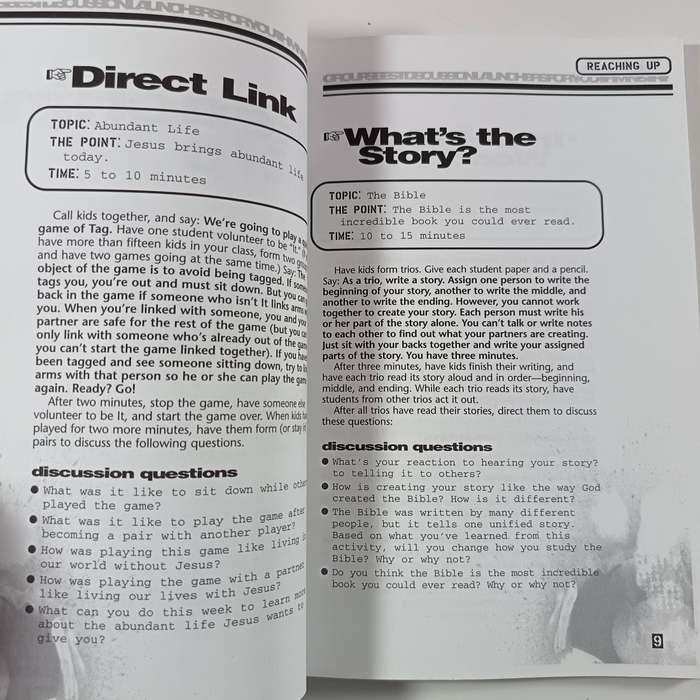 Direct Link
TOPIC: Abundant Life
THE POINT: Jesus brings abundant life
today.
TIME: 5 to 10 minutes
Call kids together, and say: We're going to play a
game of Tag. Have one student volunteer to be "It."
have more than fifteen kids in your class, form two
and have two games going at the same time.) Say: The
object of the game is to avoid being tagged. If
tags you, you're out and must sit down. But you can
back in the game if someone who isn't It links arms
you. When you're linked with someone, you and your
partner are safe for the rest of the game (but you can
only link with someone who's already out of the game
you can't start the game linked together). If you have
been tagged and see someone sitting down, try to
arms with that person so he or she can play the game
again. Ready? Go!
After two minutes, stop the game, have someone else
volunteer to be It, and start the game over. When kids
played for two more minutes, have them form (or stay in)
pairs to discuss the following questions.
discussion questions
• What was it like to sit down while
played the game?
• What was it like to play the game after
becoming a pair with another player?
• How was playing this game like living
our world without Jesus?
• How was playing the game with a partner
like living our lives with Jesus?
• What can you do this week to learn more
about the abundant life Jesus wants to
give you?
REACHING UP
What's the
Story?
TOPIC: The Bible
THE POINT: The Bible is the most
incredible book you could ever read.
TIME: 10 to 15 minutes
Have kids form trios. Give each student paper and a pencil.
Say: As a trio, write a story. Assign one person to write the
beginning of your story, another to write the middle, and
another to write the ending. However, you cannot work
together to create your story. Each person must write his
or her part of the story alone. You can't talk or write notes
to each other to find out what your partners are creating.
Just sit with your backs together and write your assigned
parts of the story. You have three minutes.
After three minutes, have kids finish their writing, and
have each trio read its story aloud and in order—beginning,
middle, and ending. While each trio reads its story, have
students from other trios act it out.
After all trios have read their stories, direct them to discuss
these questions:
discussion questions
• What's your reaction to hearing your story?
to telling it to others?
• How is creating your story like the way God
created the Bible? How is it different?
• The Bible was written by many different
people, but it tells one unified story.
Based on what you've learned from this
activity, will you change how you study the
Bible? Why or why not?
• Do you think the Bible is the most incredible
book you could ever read? Why or why not?
9